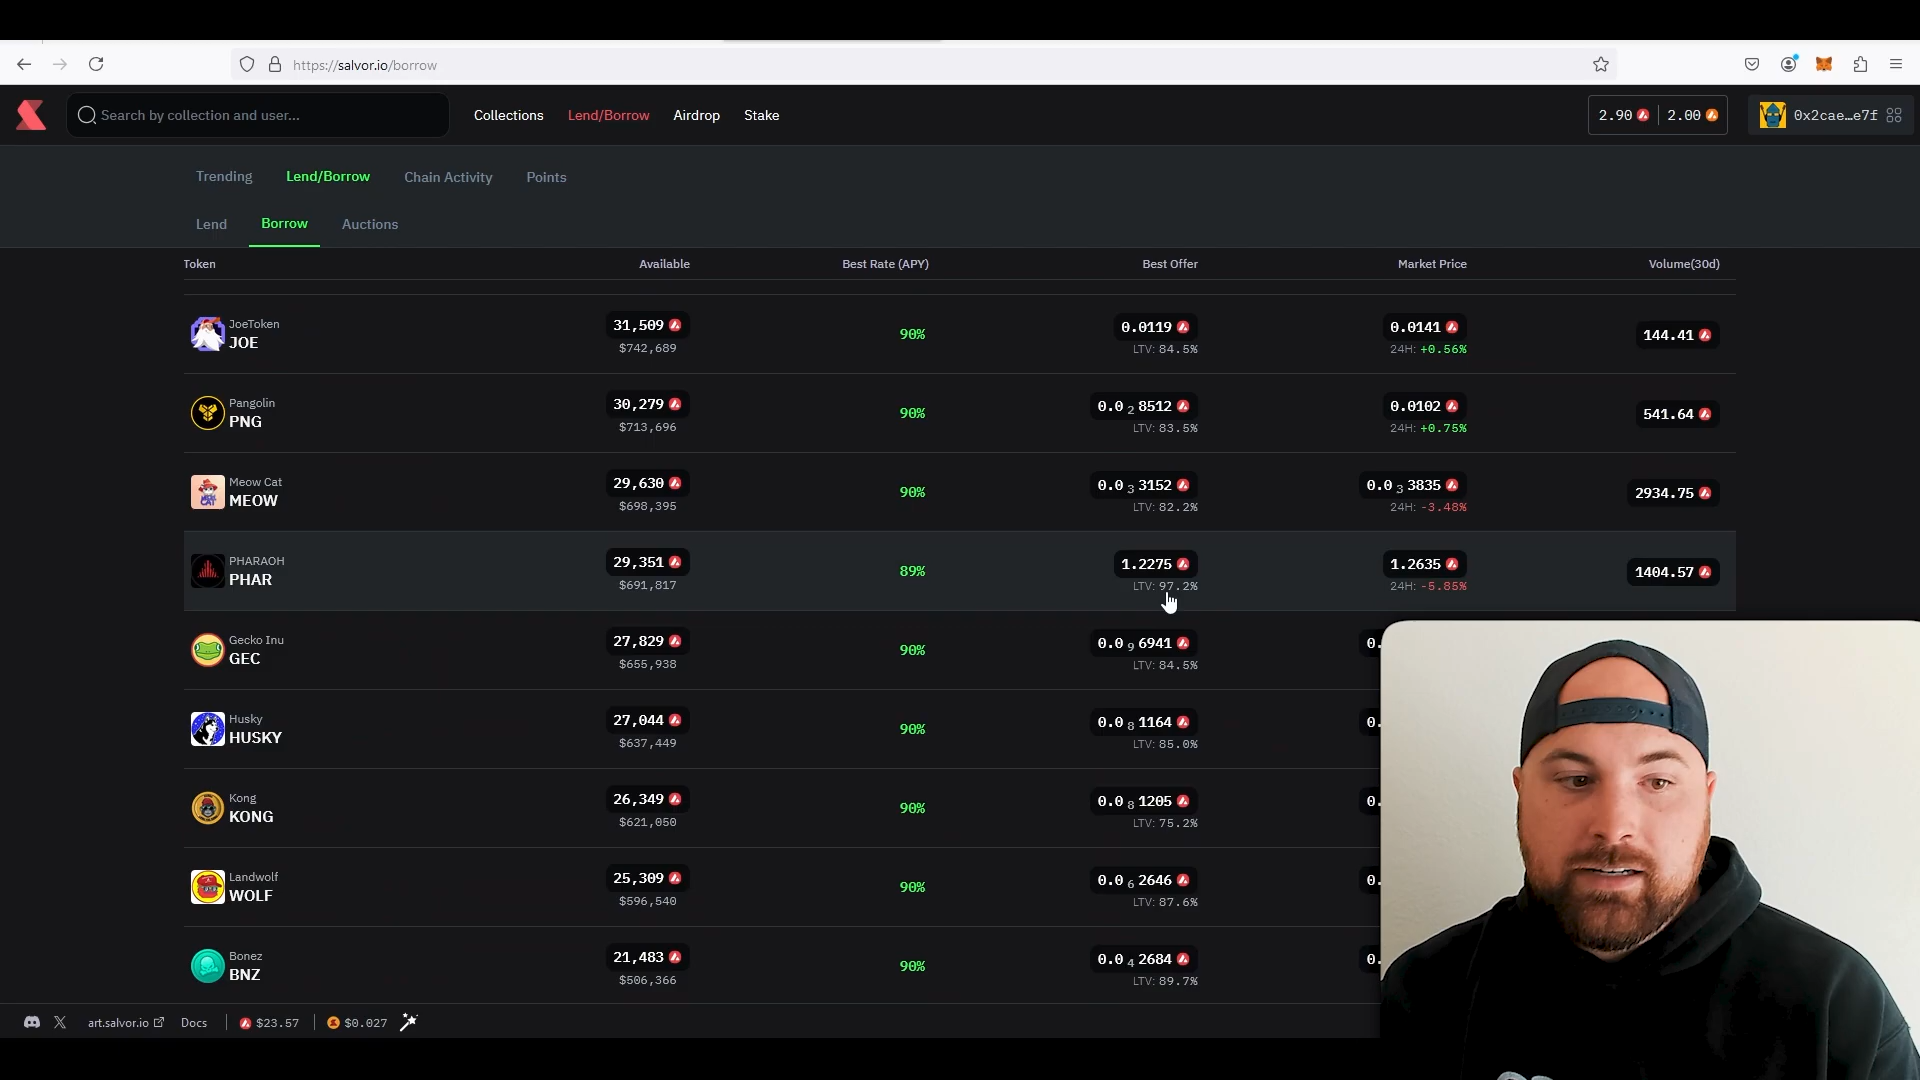 https://salvor.io/borrow
Search by collection and user...
Collections Lend/Borrow Airdrop Stake
2.90 2.00 0x2cae…e7f
Trending Lend/Borrow Chain Activity Points
Lend Borrow Auctions
Token Available Best Rate (APY) Best Offer Market Price Volume(30d)
JoeToken
JOE
31,509
$742,689
90%
0.0119
LTV: 84.5%
0.0141
24H: +0.56%
144.41
Pangolin
PNG
30,279
$713,696
90%
0.0 2 8512
LTV: 83.5%
0.0102
24H: +0.75%
541.64
Meow Cat
MEOW
29,630
$698,395
90%
0.0 3 3152
LTV: 82.2%
0.0 3 3835
24H: -3.48%
2934.75
PHARAOH
PHAR
29,351
$691,817
89%
1.2275
LTV: 97.2%
1.2635
24H: -5.85%
1404.57
Gecko Inu
GEC
27,829
$655,938
90%
0.0 9 6941
LTV: 84.5%
0.
Husky
HUSKY
27,044
$637,449
90%
0.0 8 1164
LTV: 85.0%
0.
Kong
KONG
26,349
$621,050
90%
0.0 8 1205
LTV: 75.2%
0.
Landwolf
WOLF
25,309
$596,540
90%
0.0 6 2646
LTV: 87.6%
0.
Bonez
BNZ
21,483
$506,366
90%
0.0 4 2684
LTV: 89.7%
0.
art.salvor.io Docs $23.57 $0.027